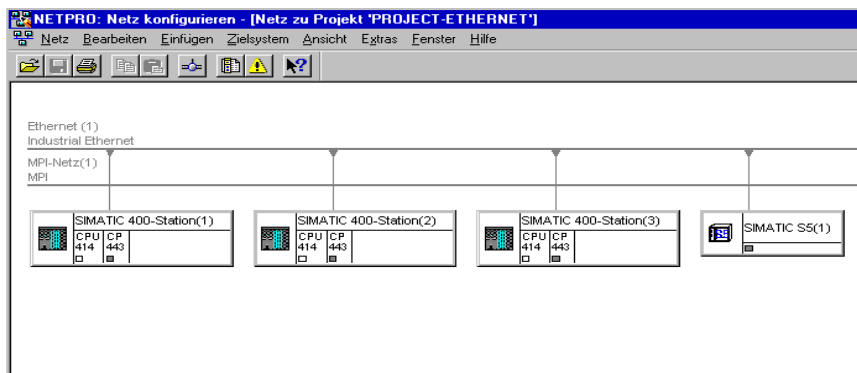 NETPRO: Netz konfigurieren - [Netz zu Projekt 'PROJECT-ETHERNET']
Netz Bearbeiten Einfügen Zielsystem Ansicht Extras Fenster Hilfe
Ethernet (1)
Industrial Ethernet
MPI-Netz(1)
MPI
SIMATIC 400-Station(1)
CPU CP
414 443
SIMATIC 400-Station(2)
CPU CP
414 443
SIMATIC 400-Station(3)
CPU CP
414 443
SIMATIC S5(1)